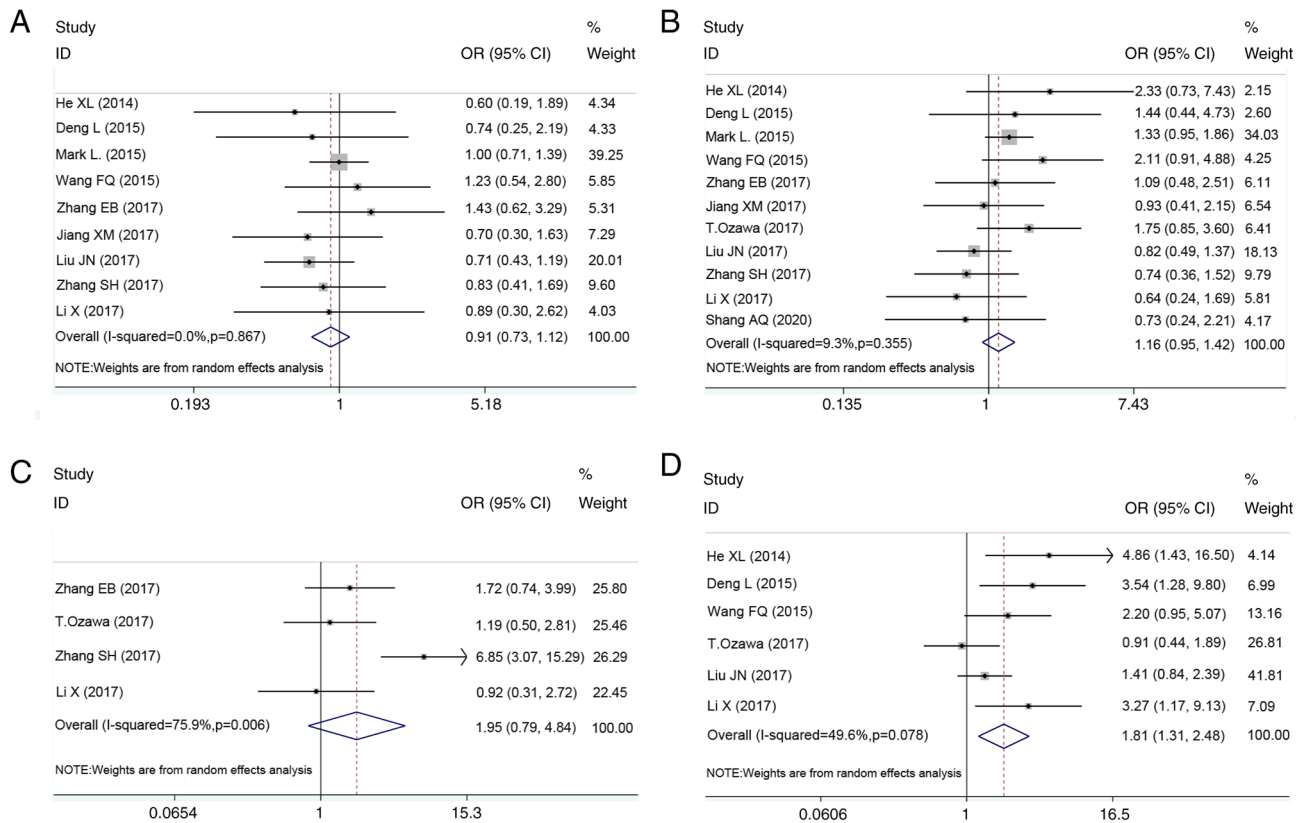 A
Study %
ID OR (95% CI) Weight
He XL (2014) 0.60 (0.19, 1.89) 4.34
Deng L (2015) 0.74 (0.25, 2.19) 4.33
Mark L. (2015) 1.00 (0.71, 1.39) 39.25
Wang FQ (2015) 1.23 (0.54, 2.80) 5.85
Zhang EB (2017) 1.43 (0.62, 3.29) 5.31
Jiang XM (2017) 0.70 (0.30, 1.63) 7.29
Liu JN (2017) 0.71 (0.43, 1.19) 20.01
Zhang SH (2017) 0.83 (0.41, 1.69) 9.60
Li X (2017) 0.89 (0.30, 2.62) 4.03
Overall (I-squared=0.0%,p=0.867) 0.91 (0.73, 1.12) 100.00
NOTE:Weights are from random effects analysis
0.193 1 5.18
B
Study %
ID OR (95% CI) Weight
He XL (2014) 2.33 (0.73, 7.43) 2.15
Deng L (2015) 1.44 (0.44, 4.73) 2.60
Mark L. (2015) 1.33 (0.95, 1.86) 34.03
Wang FQ (2015) 2.11 (0.91, 4.88) 4.25
Zhang EB (2017) 1.09 (0.48, 2.51) 6.11
Jiang XM (2017) 0.93 (0.41, 2.15) 6.54
T.Ozawa (2017) 1.75 (0.85, 3.60) 6.41
Liu JN (2017) 0.82 (0.49, 1.37) 18.13
Zhang SH (2017) 0.74 (0.36, 1.52) 9.79
Li X (2017) 0.64 (0.24, 1.69) 5.81
Shang AQ (2020) 0.73 (0.24, 2.21) 4.17
Overall (I-squared=9.3%,p=0.355) 1.16 (0.95, 1.42) 100.00
NOTE:Weights are from random effects analysis
0.135 1 7.43
C
Study %
ID OR (95% CI) Weight
Zhang EB (2017) 1.72 (0.74, 3.99) 25.80
T.Ozawa (2017) 1.19 (0.50, 2.81) 25.46
Zhang SH (2017) 6.85 (3.07, 15.29) 26.29
Li X (2017) 0.92 (0.31, 2.72) 22.45
Overall (I-squared=75.9%,p=0.006) 1.95 (0.79, 4.84) 100.00
NOTE:Weights are from random effects analysis
0.0654 1 15.3
D
Study %
ID OR (95% CI) Weight
He XL (2014) 4.86 (1.43, 16.50) 4.14
Deng L (2015) 3.54 (1.28, 9.80) 6.99
Wang FQ (2015) 2.20 (0.95, 5.07) 13.16
T.Ozawa (2017) 0.91 (0.44, 1.89) 26.81
Liu JN (2017) 1.41 (0.84, 2.39) 41.81
Li X (2017) 3.27 (1.17, 9.13) 7.09
Overall (I-squared=49.6%,p=0.078) 1.81 (1.31, 2.48) 100.00
NOTE:Weights are from random effects analysis
0.0606 1 16.5